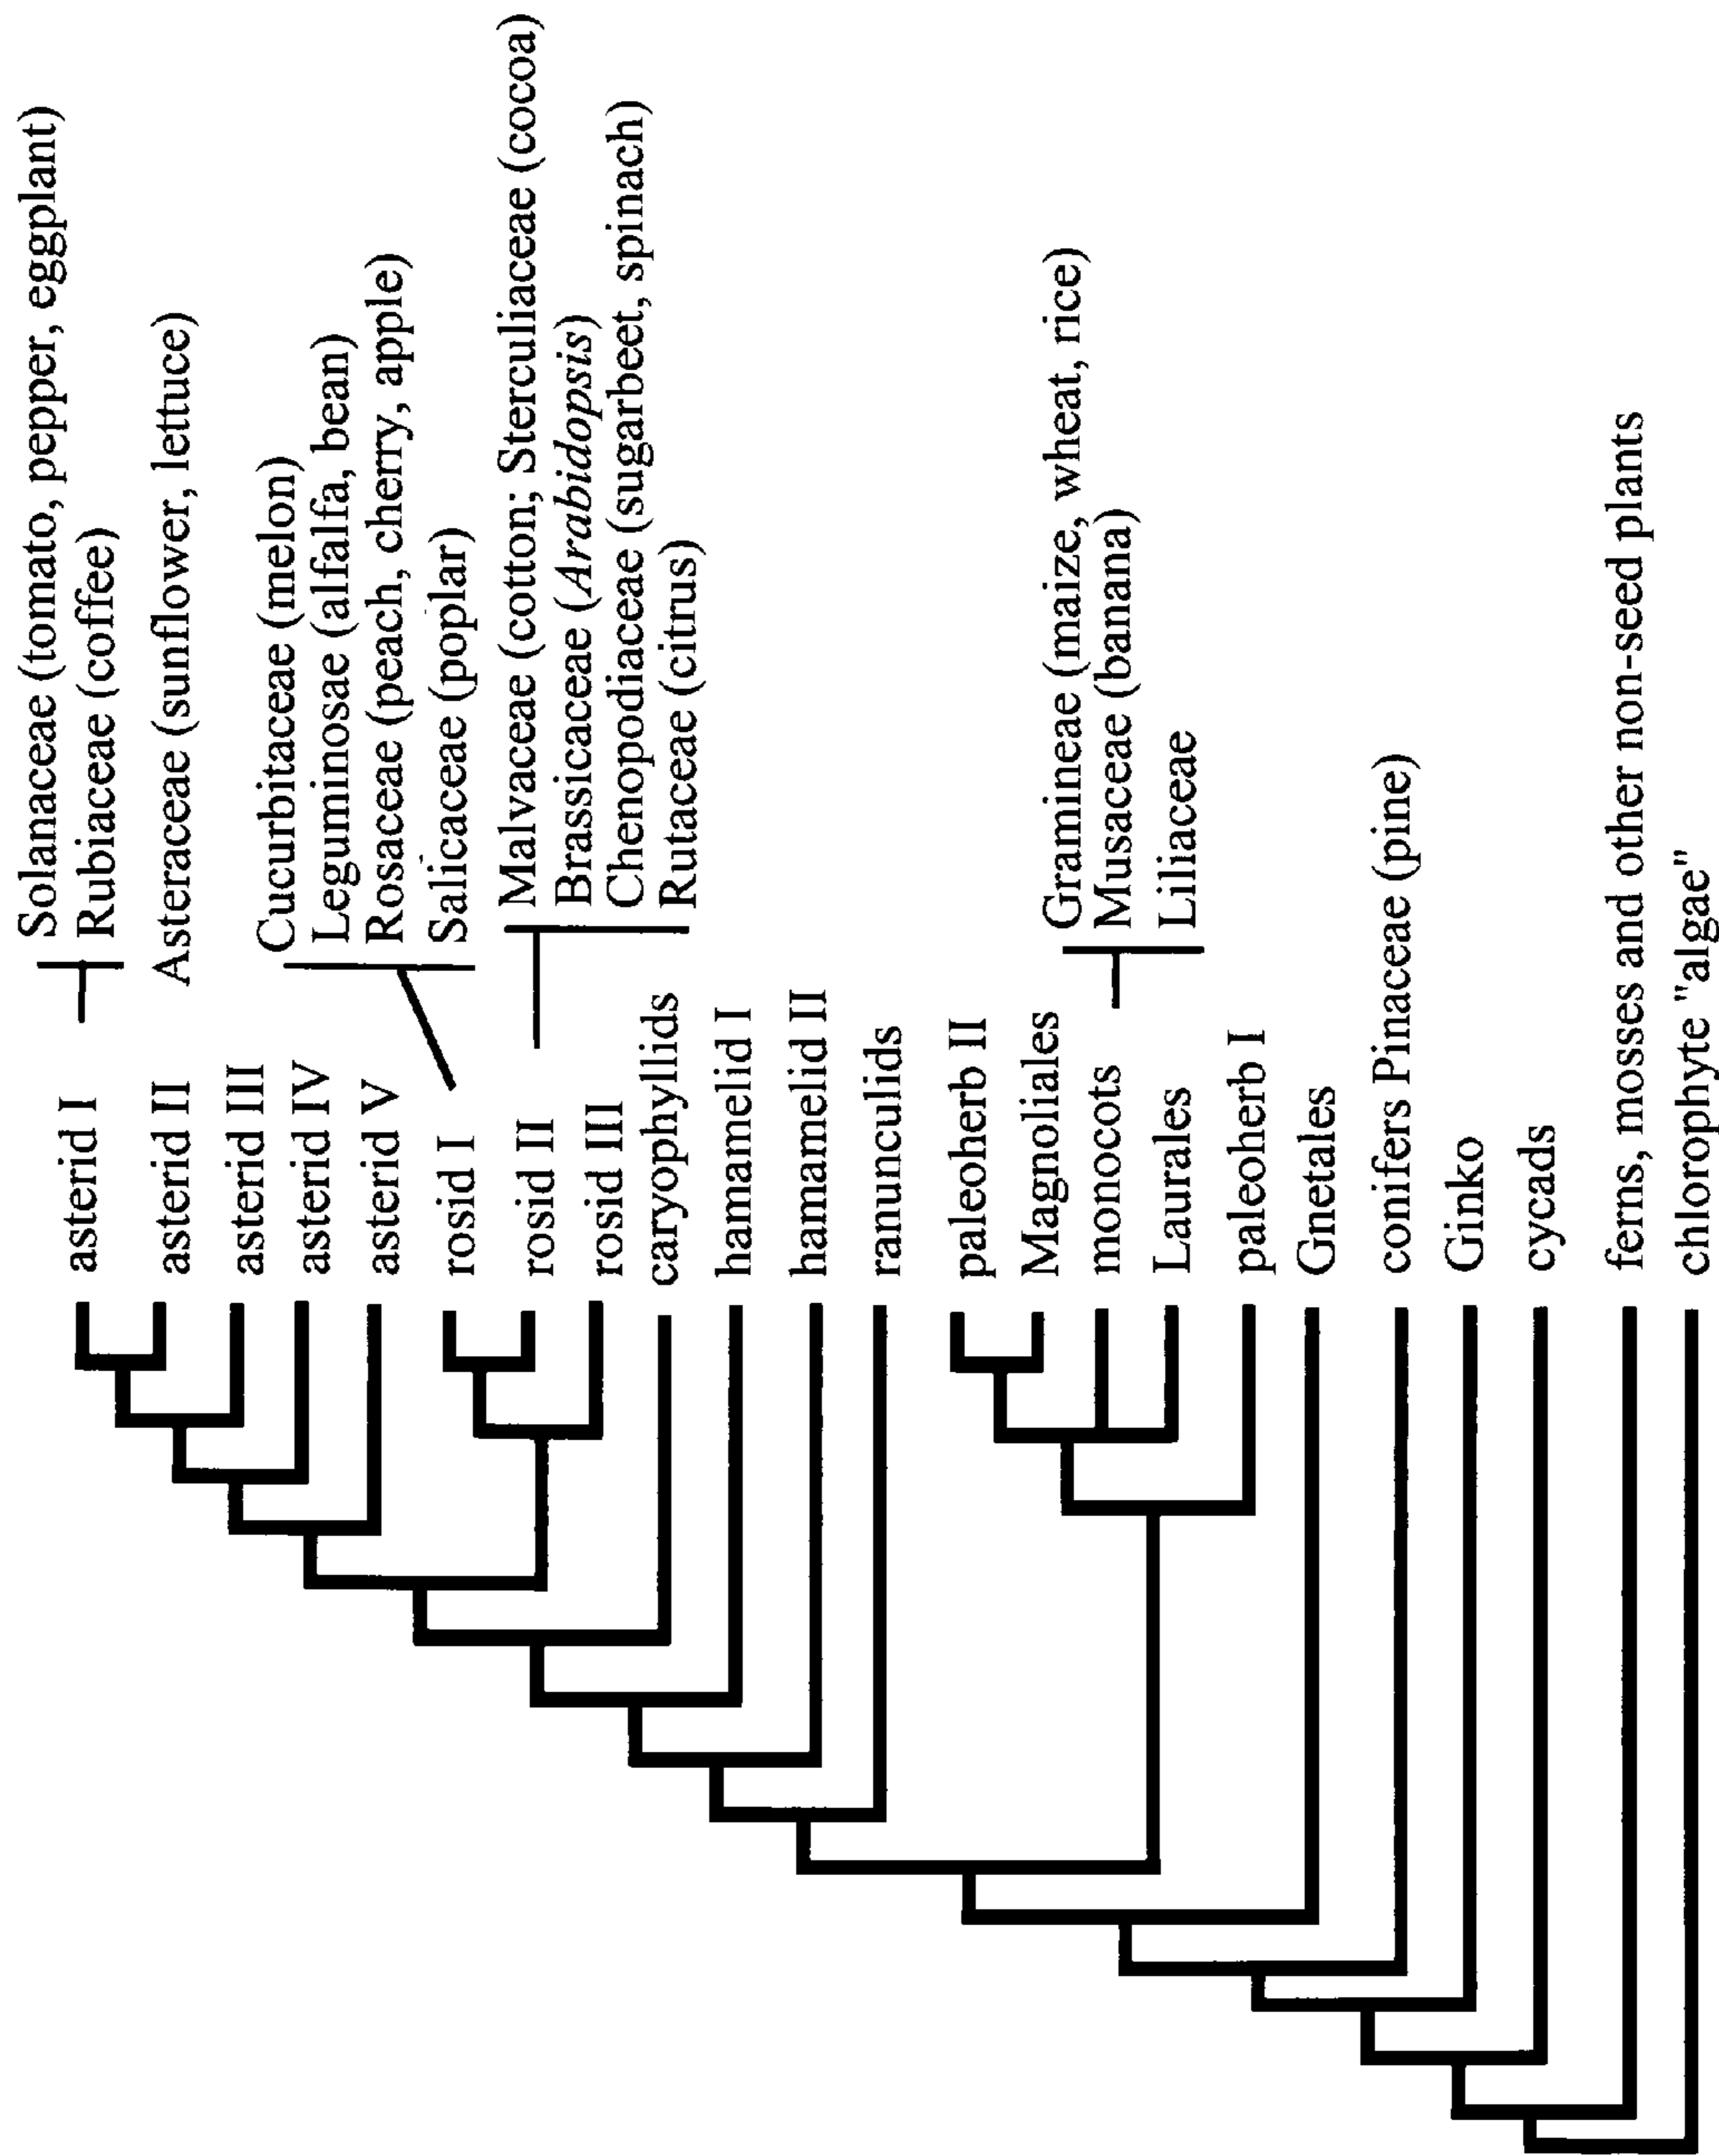 asterid I
Solanaceae (tomato, pepper, eggplant)
Rubiaceae (coffee)
asterid II
Asteraceae (sunflower, lettuce)
asterid III
asterid IV
asterid V
rosid I
Cucurbitaceae (melon)
Leguminosae (alfalfa, bean)
Rosaceae (peach, cherry, apple)
Salicaceae (poplar)
rosid II
Malvaceae (cotton; Sterculiaceae (cocoa)
Brassicaceae (Arabidopsis)
Chenopodiaceae (sugarbeet, spinach)
Rutaceae (citrus)
rosid III
caryophyllids
hamamelid I
hamamelid II
ranunculids
paleoherb II
Magnoliales
monocots
Gramineae (maize, wheat, rice)
Musaceae (banana)
Liliaceae
Laurales
paleoherb I
Gnetales
conifers Pinaceae (pine)
Ginko
cycads
ferns, mosses and other non-seed plants
chlorophyte "algae"